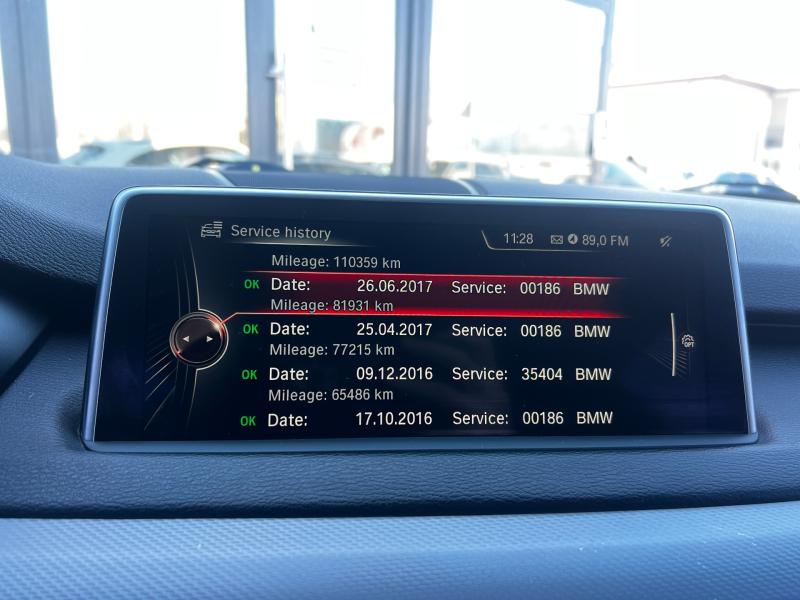 Service history
11:28 89,0 FM
Mileage: 110359 km
OK Date: 26.06.2017 Service: 00186 BMW
Mileage: 81931 km
OK Date: 25.04.2017 Service: 00186 BMW
Mileage: 77215 km
OK Date: 09.12.2016 Service: 35404 BMW
Mileage: 65486 km
OK Date: 17.10.2016 Service: 00186 BMW
OPT